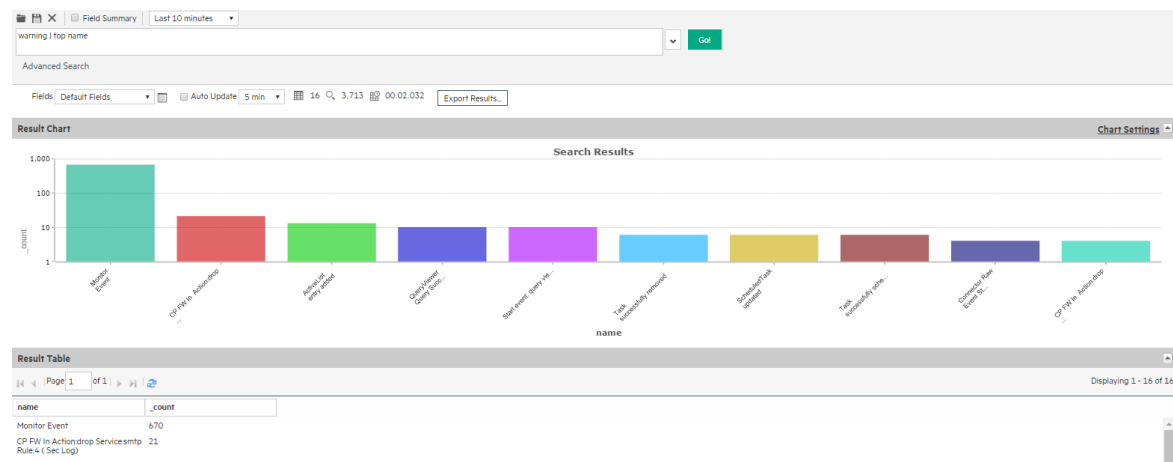 Field Summary Last 10 minutes
warning | top name
Go!
Advanced Search
Fields Default Fields Auto Update 5 min 16 3,713 00:02.032 Export Results...
Result Chart Chart Settings
Search Results
1,000
100
10
1
_count
Monitor
Event
CP FW In Action:drop
...
ActiveList
entry added
QueryViewer
Query Succ...
Start event: query vie...
Task
successfully removed
ScheduledTask
updated
Task
successfully sche...
Connector Raw
Event St...
CP FW In Action:drop
...
name
Result Table
Page 1 of 1 Displaying 1 - 16 of 16
name _count
Monitor Event 670
CP FW In Action:drop Service:smtp 21
Rule:4 ( Sec Log)